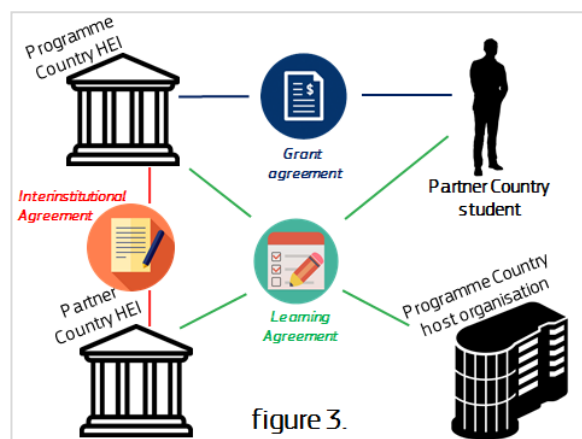 Programme
Country HEI
Grant
agreement
Partner Country
student
Interinstitutional
Agreement
Partner
Country HEI
Learning
Agreement
Programme Country
host organisation
figure 3.